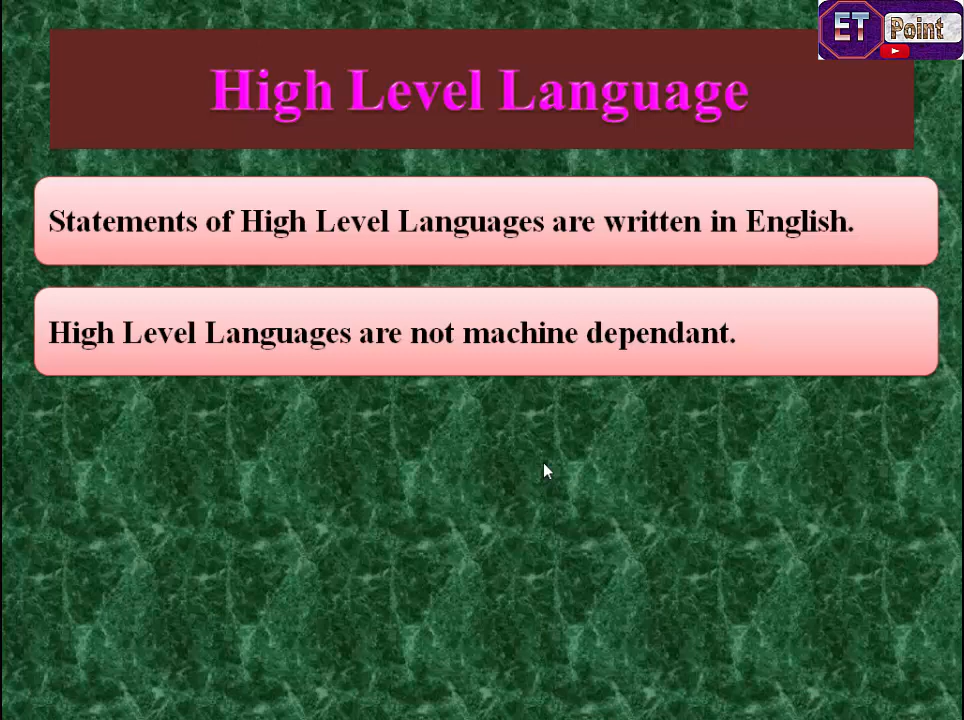 ET Point
High Level Language
Statements of High Level Languages are written in English.
High Level Languages are not machine dependant.